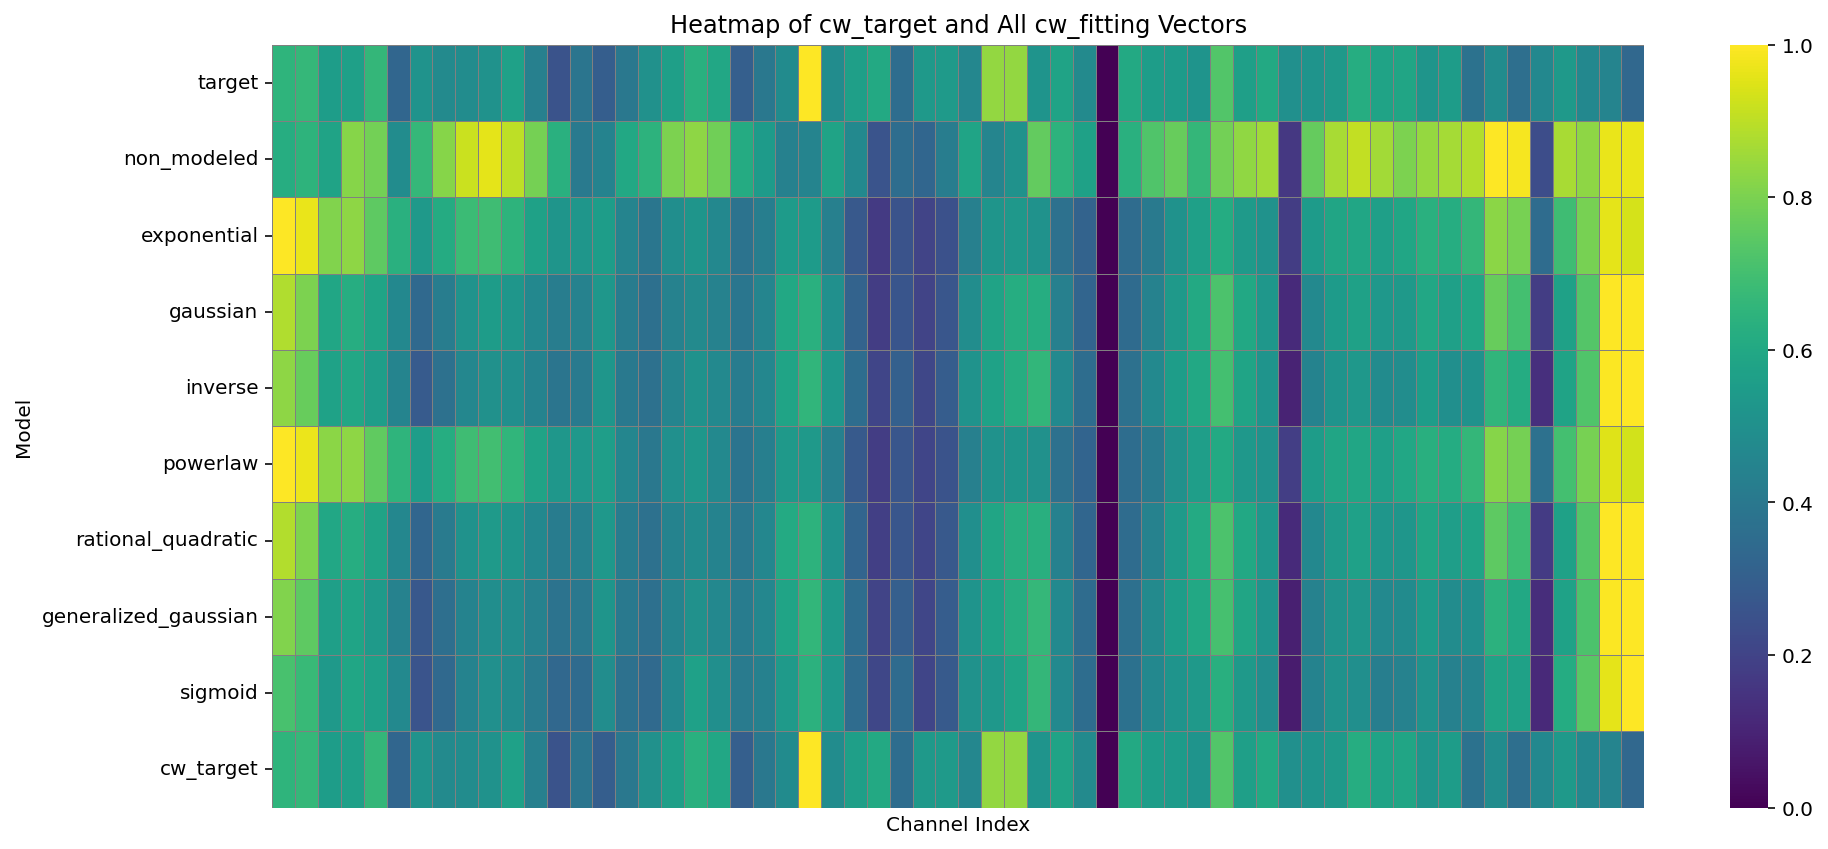 Heatmap of cw_target and All cw_fitting Vectors
target
non_modeled
exponential
gaussian
inverse
powerlaw
rational_quadratic
generalized_gaussian
sigmoid
cw_target
Model
Channel Index
1.0
0.8
0.6
0.4
0.2
0.0